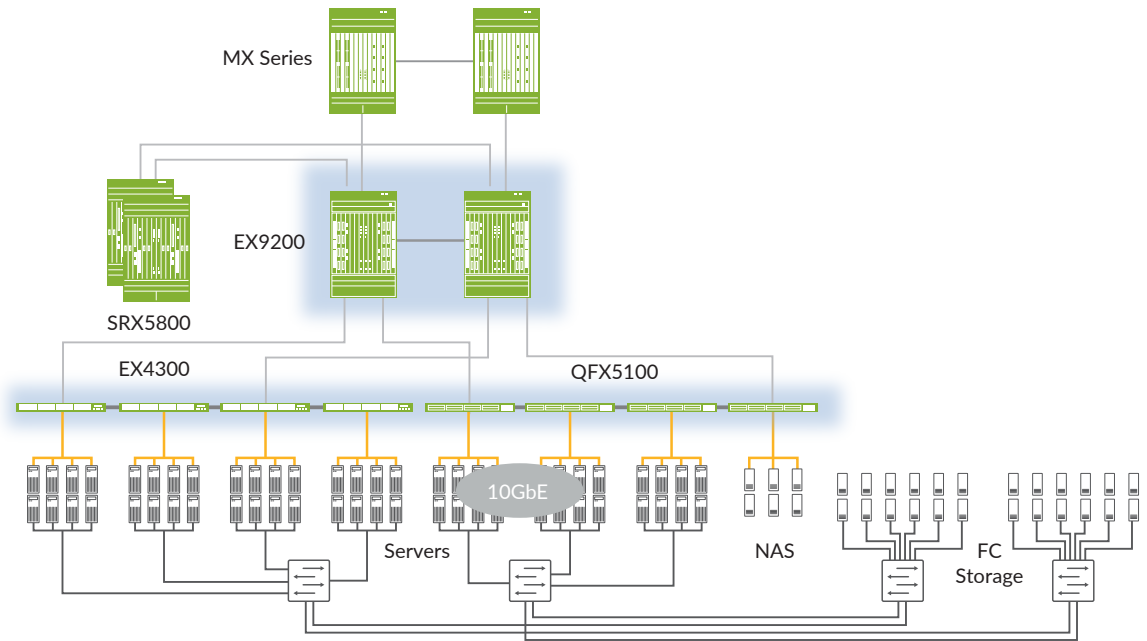 MX Series
EX9200
SRX5800
EX4300
QFX5100
10GbE
Servers
NAS
FC
Storage